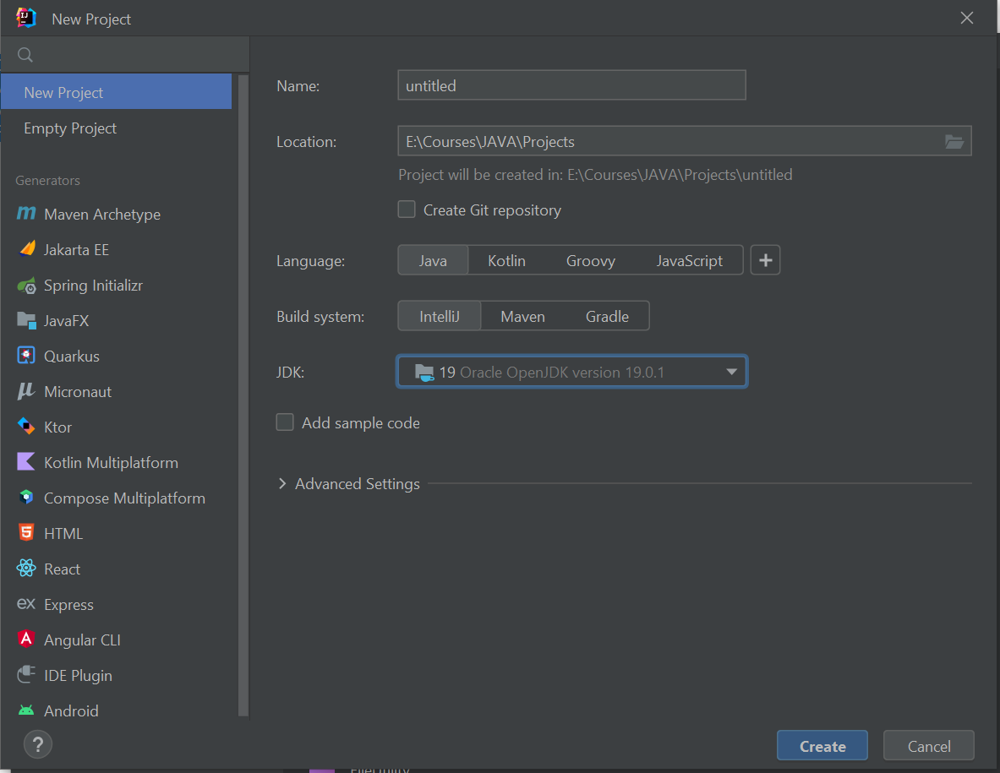 New Project
New Project
Empty Project
Generators
Maven Archetype
Jakarta EE
Spring Initializr
JavaFX
Quarkus
Micronaut
Ktor
Kotlin Multiplatform
Compose Multiplatform
HTML
React
Express
Angular CLI
IDE Plugin
Android
Name: untitled
Location: E:\Courses\JAVA\Projects
Project will be created in: E:\Courses\JAVA\Projects\untitled
Create Git repository
Language: Java Kotlin Groovy JavaScript +
Build system: IntelliJ Maven Gradle
JDK: 19 Oracle OpenJDK version 19.0.1
Add sample code
Advanced Settings
? Create Cancel